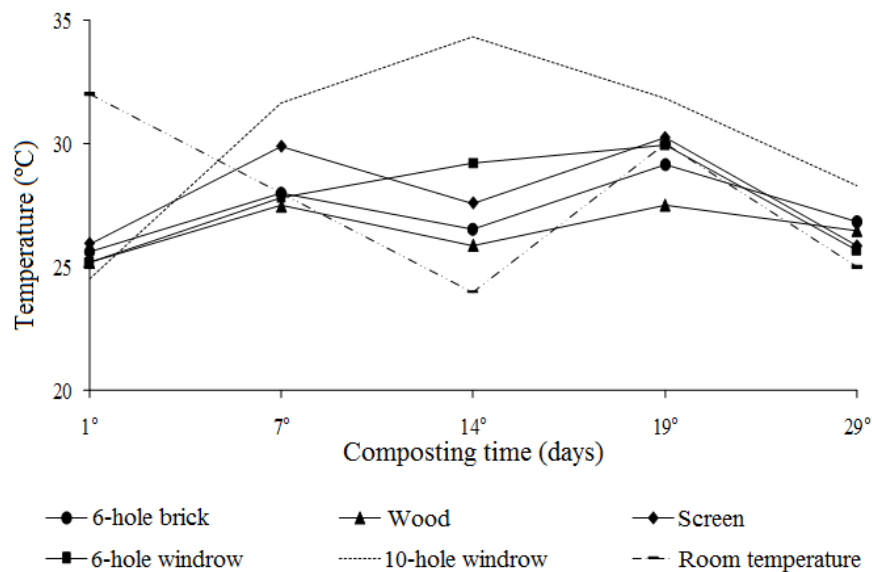 35
30
25
20
Temperature (ºC)
1° 7° 14° 19° 29°
Composting time (days)
6-hole brick Wood Screen
6-hole windrow 10-hole windrow Room temperature